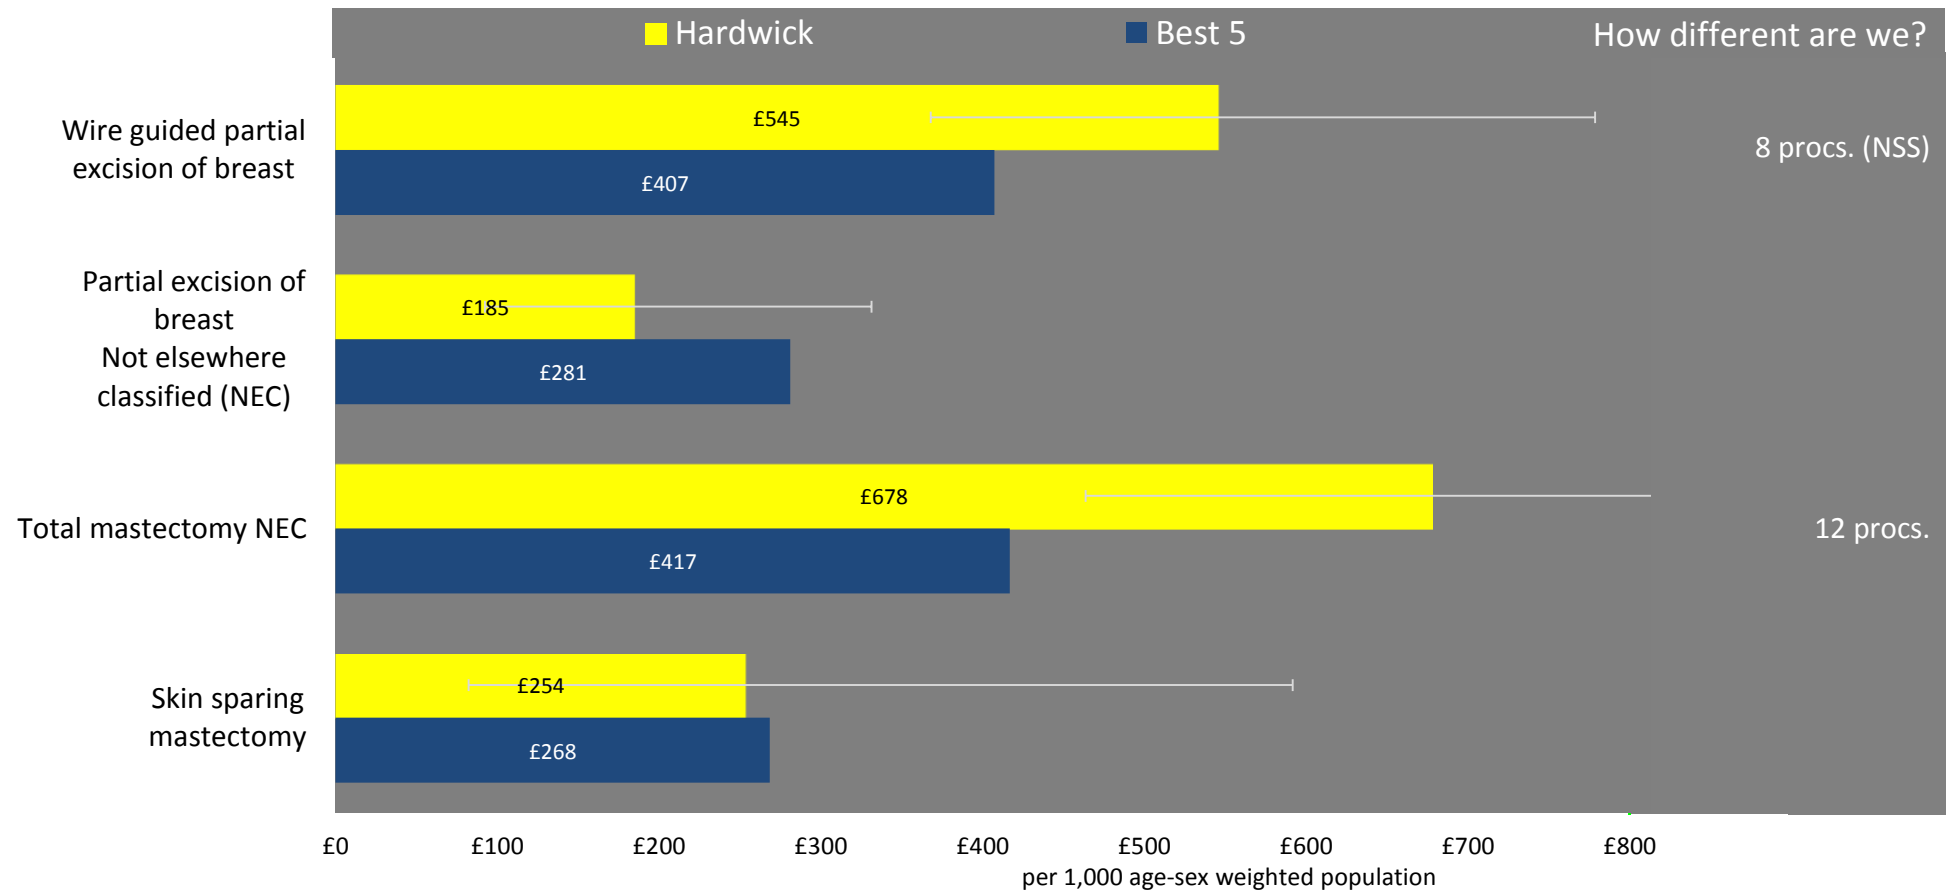 Hardwick Best 5 How different are we?
Wire guided partial
excision of breast
£545
£407
8 procs. (NSS)
Partial excision of
breast
Not elsewhere
classified (NEC)
£185
£281
Total mastectomy NEC
£678
£417
12 procs.
Skin sparing
mastectomy
£254
£268
£0 £100 £200 £300 £400 £500 £600 £700 £800
per 1,000 age-sex weighted population